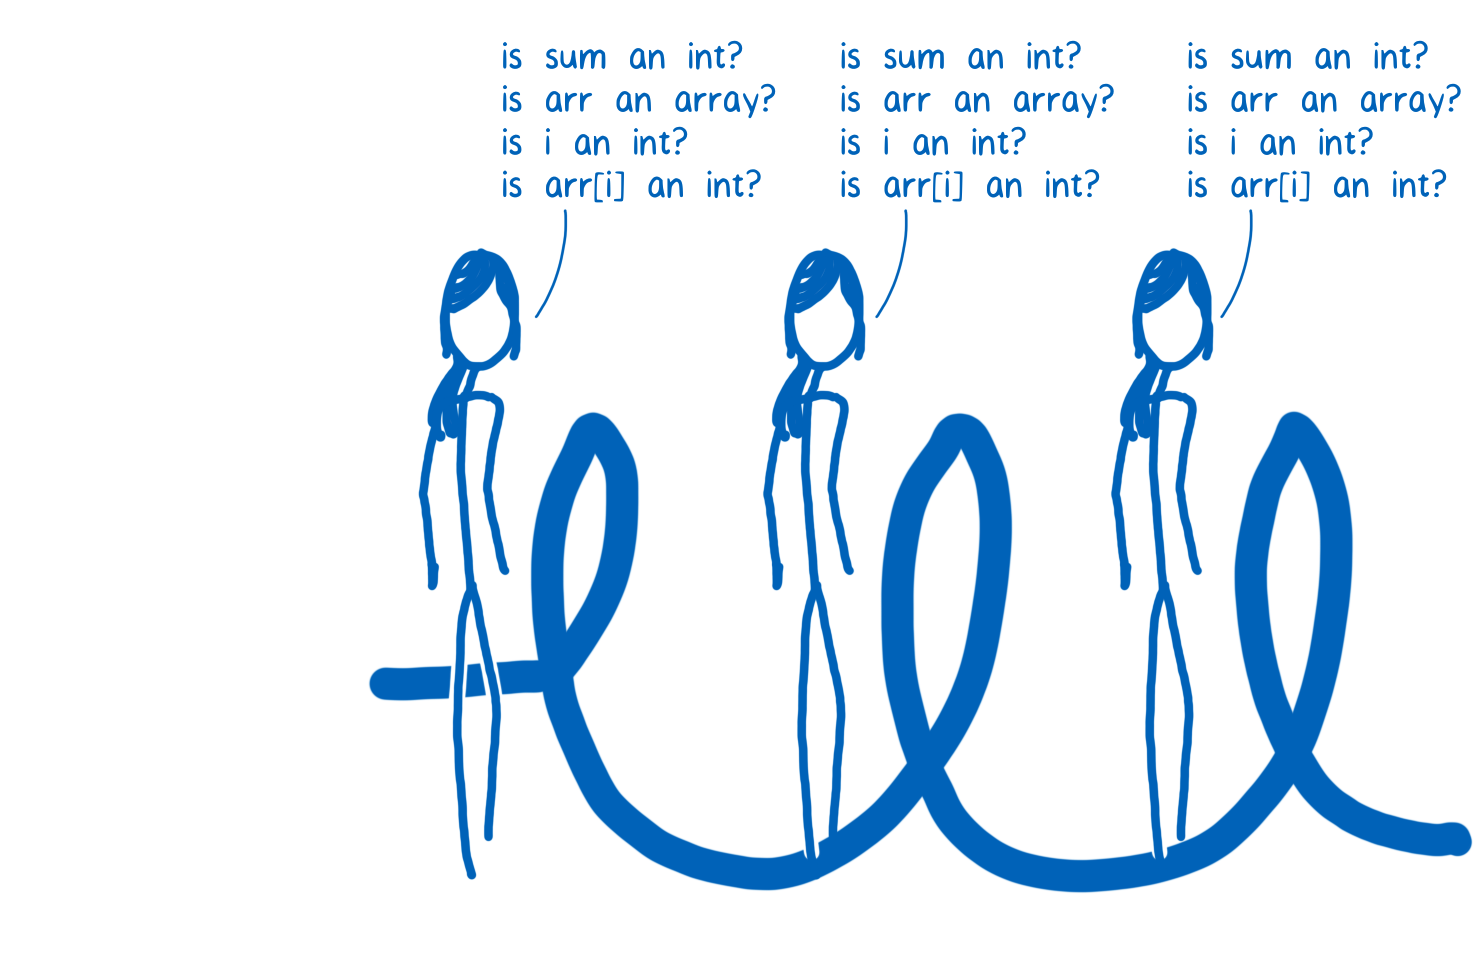 is sum an int?
is arr an array?
is i an int?
is arr[i] an int?
is sum an int?
is arr an array?
is i an int?
is arr[i] an int?
is sum an int?
is arr an array?
is i an int?
is arr[i] an int?